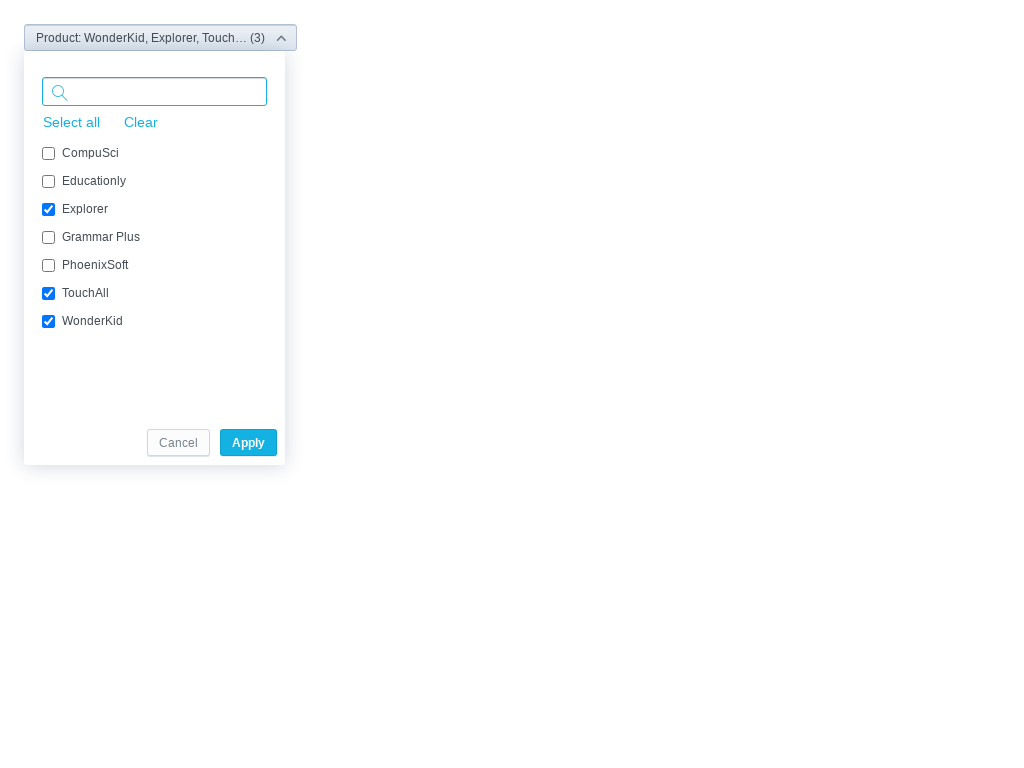 Product: WonderKid, Explorer, Touch… (3)
Select all Clear
CompuSci
Educationly
Explorer
Grammar Plus
PhoenixSoft
TouchAll
WonderKid
Cancel Apply